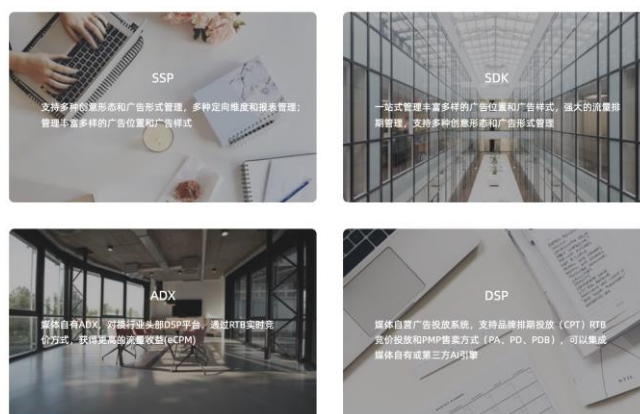 SSP
支持多种创意形态和广告形式管理，多种定向维度和报表管理；
管理丰富多样的广告位置和广告样式
SDK
一站式管理丰富多样的广告位置和广告样式，强大的流量排
期管理，支持多种创意形态和广告形式管理
ADX
媒体自有ADX，对接行业头部DSP平台，通过RTB实时竞
价方式，获得更高的流量收益(eCPM)
DSP
媒体自营广告投放系统，支持品牌排期投放（CPT）RTB
竞价投放和PMP售卖方式（PA、PD、PDB），可以集成
媒体自有或第三方AI引擎